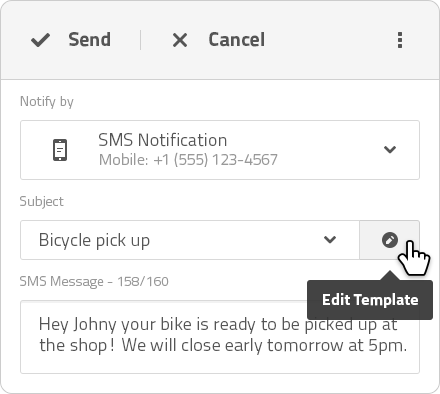 Send
Cancel
Notify by
SMS Notification
Mobile: +1 (555) 123-4567
Subject
Bicycle pick up
SMS Message - 158/160
Edit Template
Hey Johny your bike is ready to be picked up at
the shop! We will close early tomorrow at 5pm.